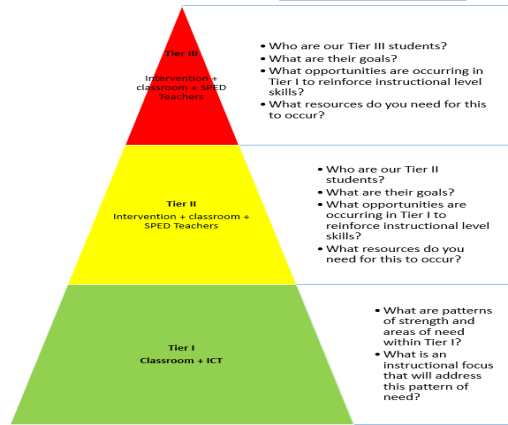 Tier III
Intervention +
classroom + SPED
Teachers
• Who are our Tier III students?
• What are their goals?
• What opportunities are occurring in
Tier I to reinforce instructional level
skills?
• What resources do you need for this
to occur?
Tier II
Intervention + classroom +
SPED Teachers
• Who are our Tier II
students?
• What are their goals?
• What opportunities are
occurring in Tier I to
reinforce instructional level
skills?
• What resources do you
need for this to occur?
Tier I
Classroom + ICT
• What are patterns
of strength and
areas of need
within Tier I?
• What is an
instructional focus
that will address
this pattern of
need?